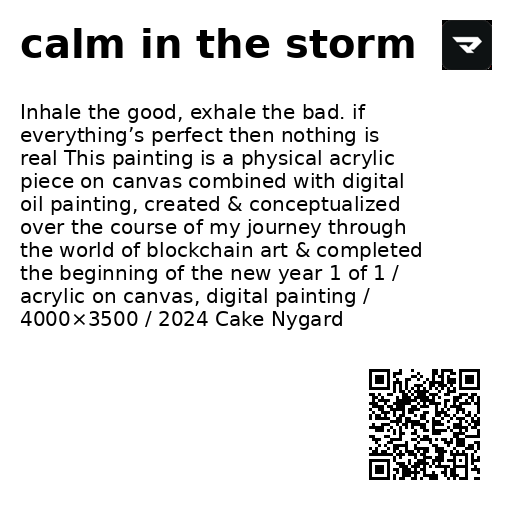 calm in the storm
Inhale the good, exhale the bad. if
everything’s perfect then nothing is
real This painting is a physical acrylic
piece on canvas combined with digital
oil painting, created & conceptualized
over the course of my journey through
the world of blockchain art & completed
the beginning of the new year 1 of 1 /
acrylic on canvas, digital painting /
4000×3500 / 2024 Cake Nygard